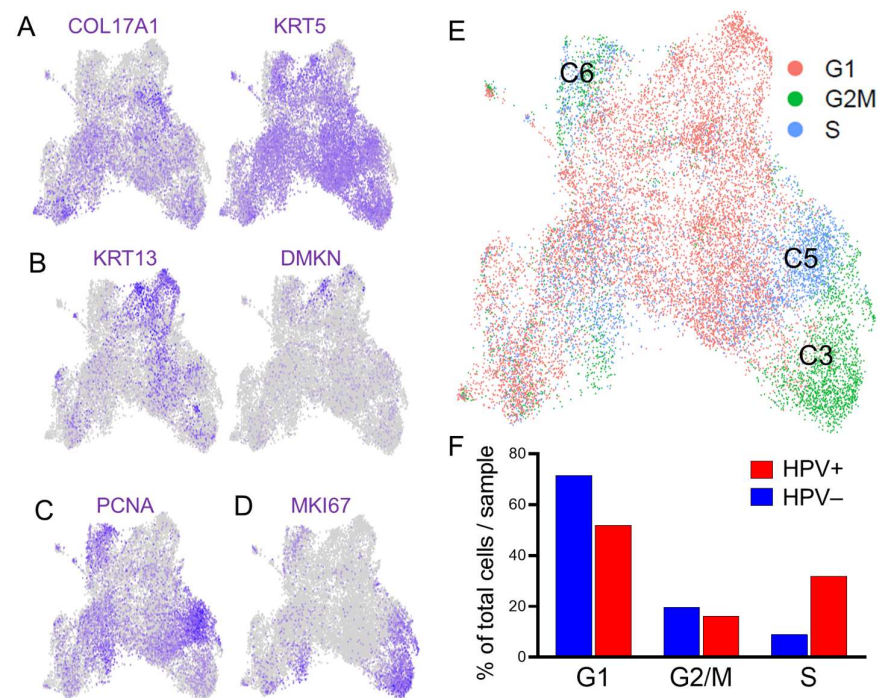 A
COL17A1
KRT5
B
KRT13
DMKN
C
PCNA
D
MKI67
E
C6
C5
C3
G1
G2M
S
F
% of total cells / sample
80
60
40
20
0
HPV+
HPV–
G1
G2/M
S